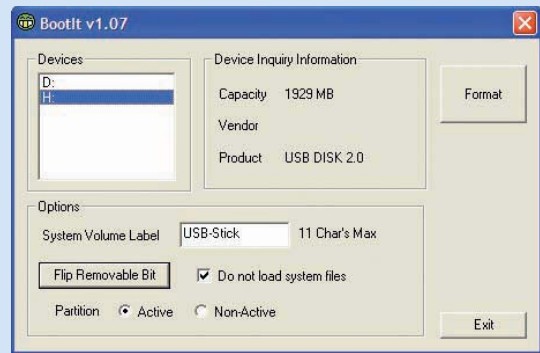 BootIt v1.07
Devices
D:
H:
Device Inquiry Information
Capacity 1929 MB
Vendor
Product USB DISK 2.0
Format
Options
System Volume Label USB-Stick 11 Char's Max
Flip Removable Bit Do not load system files
Partition Active Non-Active
Exit